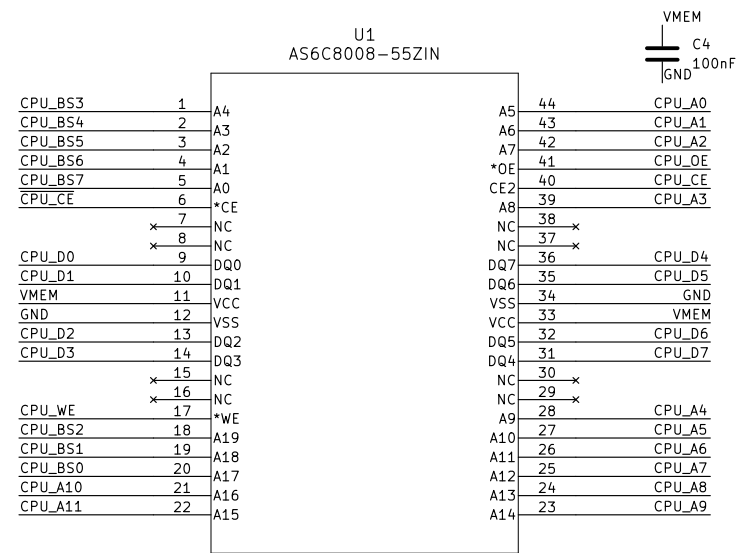 VMEM
C4
100nF
GND
U1
AS6C8008-55ZIN
CPU_BS3 1 A4 A5 44 CPU_A0
CPU_BS4 2 A3 A6 43 CPU_A1
CPU_BS5 3 A2 A7 42 CPU_A2
CPU_BS6 4 A1 *OE 41 CPU_OE
CPU_BS7 5 A0 CE2 40 CPU_CE
CPU_CE 6 *CE A8 39 CPU_A3
7 NC NC 38
8 NC NC 37
CPU_D0 9 DQ0 DQ7 36 CPU_D4
CPU_D1 10 DQ1 DQ6 35 CPU_D5
VMEM 11 VCC VSS 34 GND
GND 12 VSS VCC 33 VMEM
CPU_D2 13 DQ2 DQ5 32 CPU_D6
CPU_D3 14 DQ3 DQ4 31 CPU_D7
15 NC NC 30
16 NC NC 29
CPU_WE 17 *WE A9 28 CPU_A4
CPU_BS2 18 A19 A10 27 CPU_A5
CPU_BS1 19 A18 A11 26 CPU_A6
CPU_BS0 20 A17 A12 25 CPU_A7
CPU_A10 21 A16 A13 24 CPU_A8
CPU_A11 22 A15 A14 23 CPU_A9